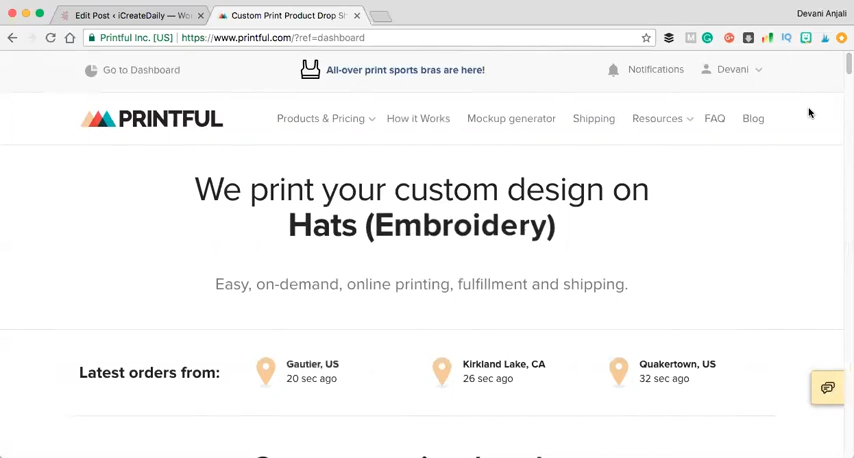 Edit Post ‹ iCreateDaily — Wo
Custom Print Product Drop Sh
Devani Anjali
Printful Inc. [US]
https://www.printful.com/?ref=dashboard
Go to Dashboard
All-over print sports bras are here!
Notifications
Devani
PRINTFUL
Products & Pricing
How it Works
Mockup generator
Shipping
Resources
FAQ
Blog
We print your custom design on
Hats (Embroidery)
Easy, on-demand, online printing, fulfillment and shipping.
Latest orders from:
Gautier, US
20 sec ago
Kirkland Lake, CA
26 sec ago
Quakertown, US
32 sec ago